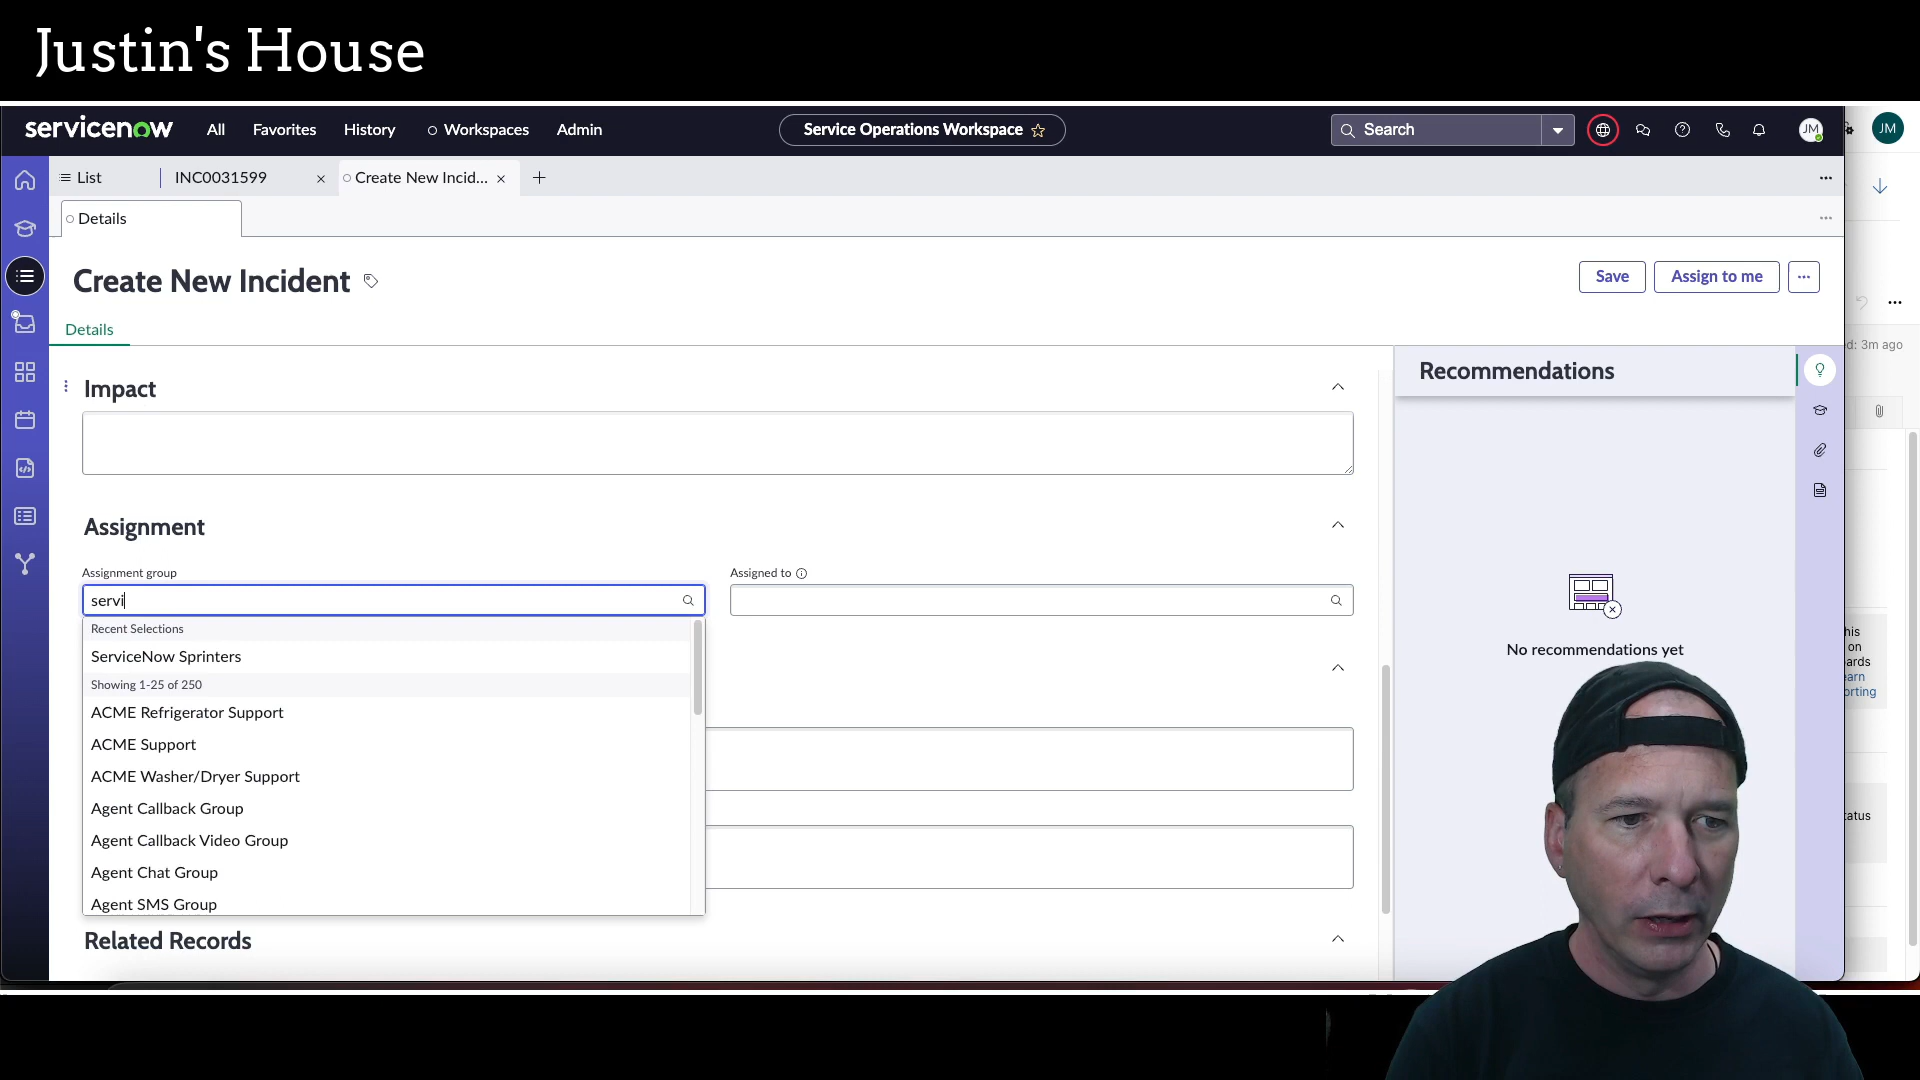 Justin's House
servicenow
All
Favorites
History
Workspaces
Admin
Service Operations Workspace
Search
JM
JM
List
INC0031599
Create New Incid...
Details
Create New Incident
Save
Assign to me
Details
d: 3m ago
Impact
Recommendations
Assignment
Assignment group
Assigned to
servi
Recent Selections
ServiceNow Sprinters
Showing 1-25 of 250
ACME Refrigerator Support
ACME Support
ACME Washer/Dryer Support
Agent Callback Group
Agent Callback Video Group
Agent Chat Group
Agent SMS Group
No recommendations yet
his
on
ards
earn
orting
tatus
Related Records